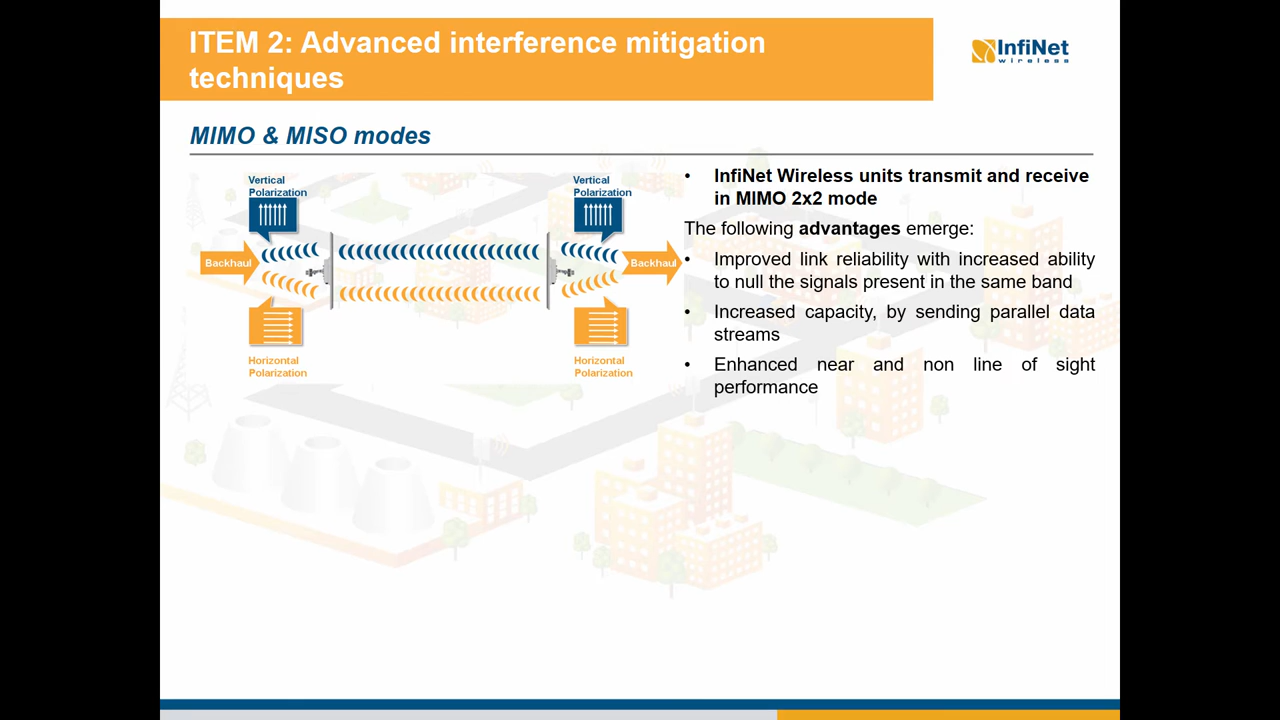 ITEM 2: Advanced interference mitigation
techniques
InfiNet
wireless
MIMO & MISO modes
Vertical
Polarization
Vertical
Polarization
Backhaul
Backhaul
Horizontal
Polarization
Horizontal
Polarization
• InfiNet Wireless units transmit and receive
in MIMO 2x2 mode
The following advantages emerge:
• Improved link reliability with increased ability
to null the signals present in the same band
• Increased capacity, by sending parallel data
streams
• Enhanced near and non line of sight
performance